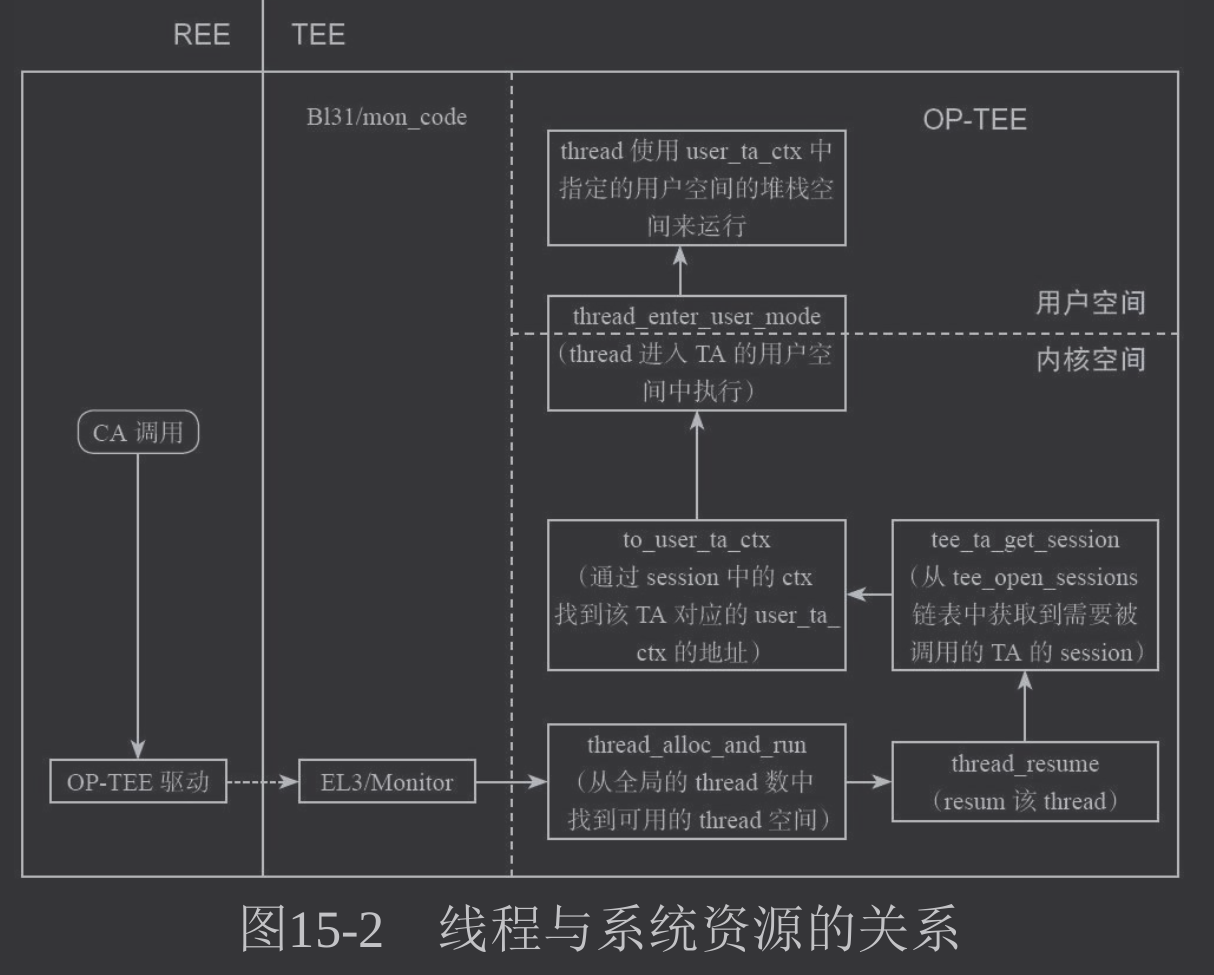 REE
TEE
Bl31/mon_code
OP-TEE
thread 使用 user_ta_ctx 中
指定的用户空间的堆栈空
间来运行
用户空间
thread_enter_user_mode
内核空间
（thread 进入 TA 的用户空
间中执行）
CA 调用
to_user_ta_ctx
（通过 session 中的 ctx
找到该 TA 对应的 user_ta_
ctx 的地址）
tee_ta_get_session
（从 tee_open_sessions
链表中获取到需要被
调用的 TA 的 session）
OP-TEE 驱动
EL3/Monitor
thread_alloc_and_run
（从全局的 thread 数中
找到可用的 thread 空间）
thread_resume
（resum 该 thread）
图15-2 线程与系统资源的关系